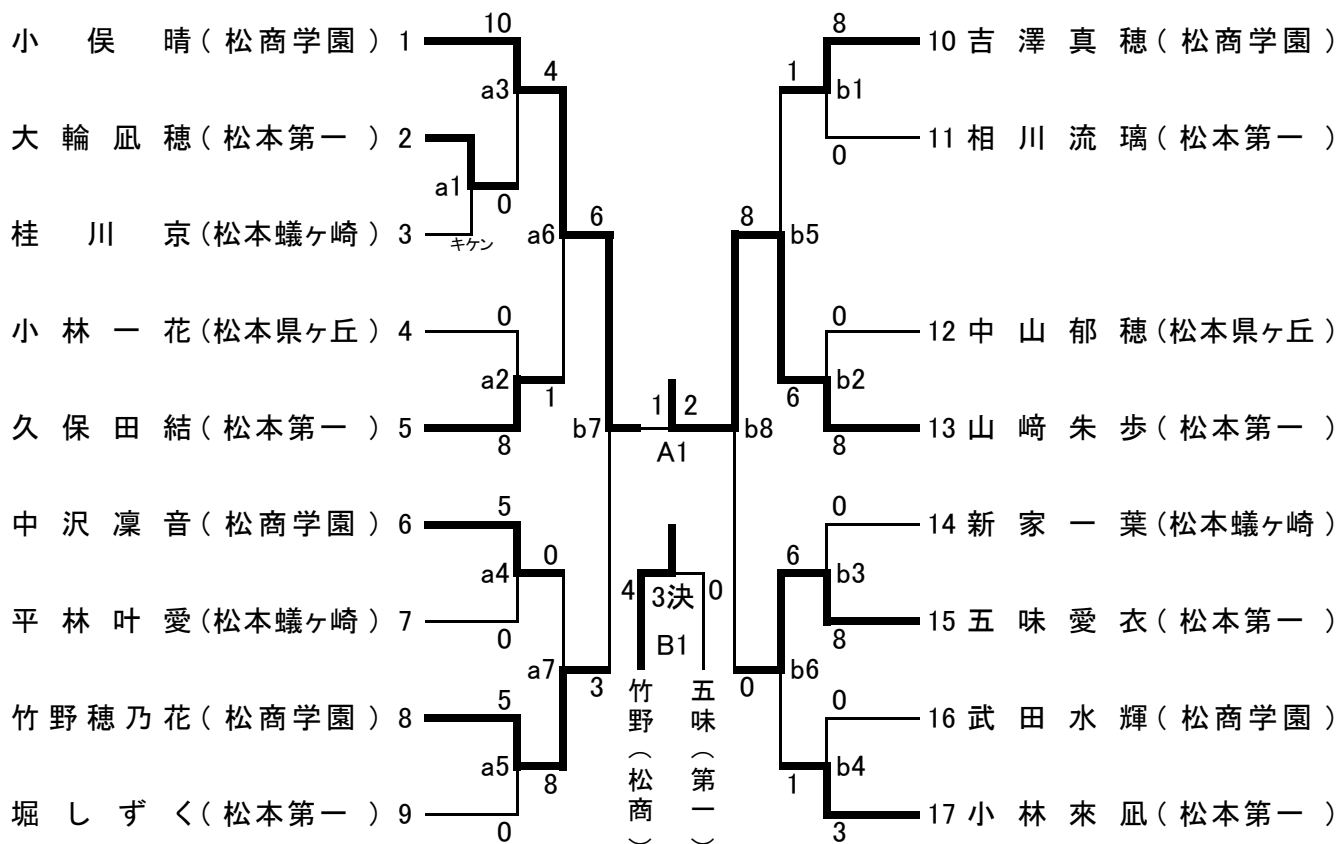 10
小俣晴(松商学園) 1
4
a3
大輪凪穂(松本第一) 2
a1
0
桂川京(松本蟻ヶ崎) 3
キケン
6
a6
0
小林一花(松本県ヶ丘) 4
a2
1
久保田結(松本第一) 5
8
b7
5
中沢凜音(松商学園) 6
0
a4
平林叶愛(松本蟻ヶ崎) 7
0
a7
3
5
竹野穂乃花(松商学園) 8
a5
8
堀しずく(松本第一) 9
0
1 2
A1
4 3決 0
B1
竹野(松商)
五味(第一)
8
10 吉澤真穂(松商学園)
1
b1
11 相川流璃(松本第一)
0
8
b5
0
12 中山郁穂(松本県ヶ丘)
b2
6
13 山﨑朱歩(松本第一)
8
b8
0
14 新家一葉(松本蟻ヶ崎)
6
b3
15 五味愛衣(松本第一)
8
b6
0
0
16 武田水輝(松商学園)
b4
1
17 小林來凪(松本第一)
3